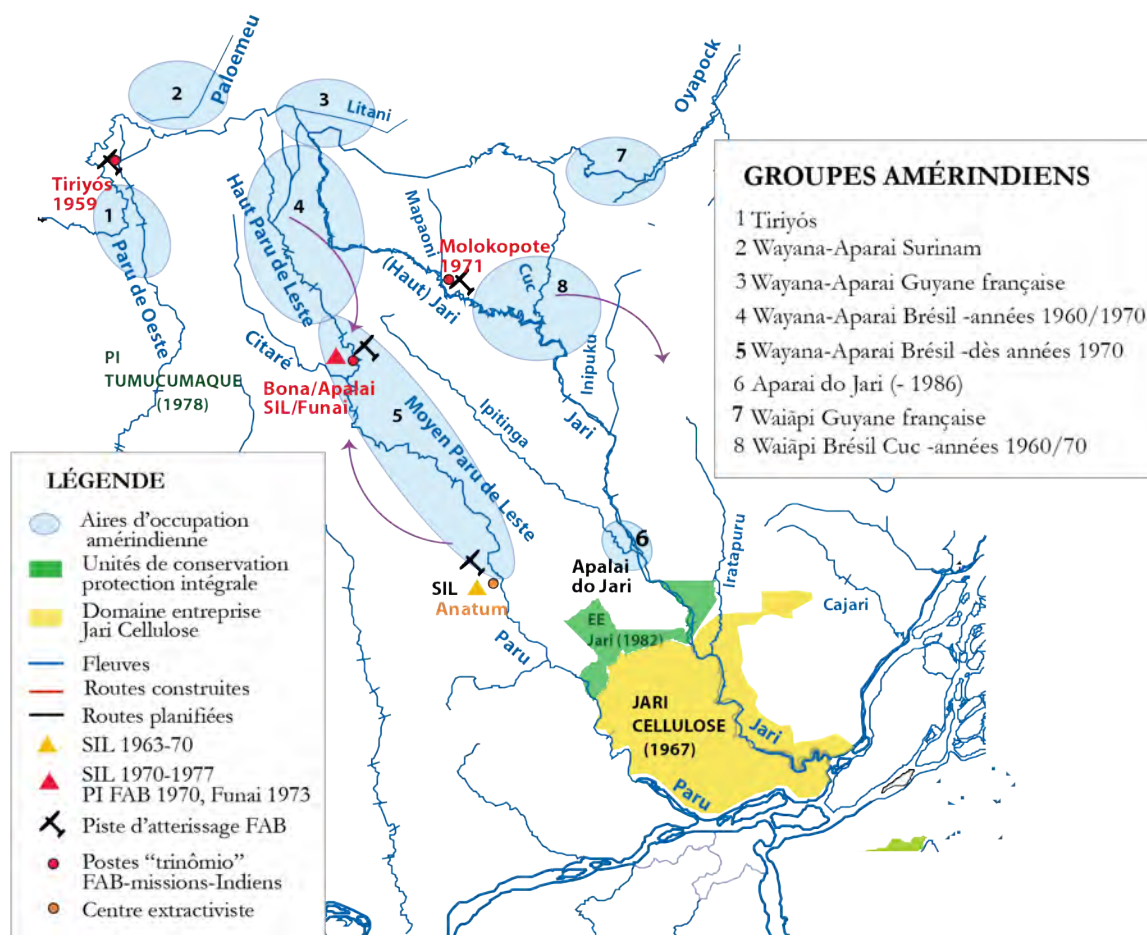 Paloemeu
Oyapock
2
3
Litani
7
Tiriyós
1959
1
Haut Paru de Leste
4
Mapaoni
Molokopote
1971
(Haut) Jari
Cuc
8
Paru de Oeste
Citaré
Inipuku
PI
TUMUCUMAQUE
(1978)
Bona/Apalai
SIL/Funai
5
Moyen Paru de Leste
Ipitinga
Jari
6
Iratapuru
Apalai
do Jari
SIL
Anatum
Cajari
EE
Jari (1982)
Paru
JARI
CELLULOSE
(1967)
Jari
Paru
GROUPES AMÉRINDIENS
1 Tiriyós
2 Wayana-Aparai Surinam
3 Wayana-Aparai Guyane française
4 Wayana-Aparai Brésil -années 1960/1970
5 Wayana-Aparai Brésil -dès années 1970
6 Aparai do Jari (- 1986)
7 Waiãpi Guyane française
8 Waiãpi Brésil Cuc -années 1960/70
LÉGENDE
Aires d'occupation
amérindienne
Unités de conservation
protection intégrale
Domaine entreprise
Jari Cellulose
Fleuves
Routes construites
Routes planifiées
SIL 1963-70
SIL 1970-1977
PI FAB 1970, Funai 1973
Piste d'atterissage FAB
Postes "trinômio"
FAB-missions-Indiens
Centre extractiviste